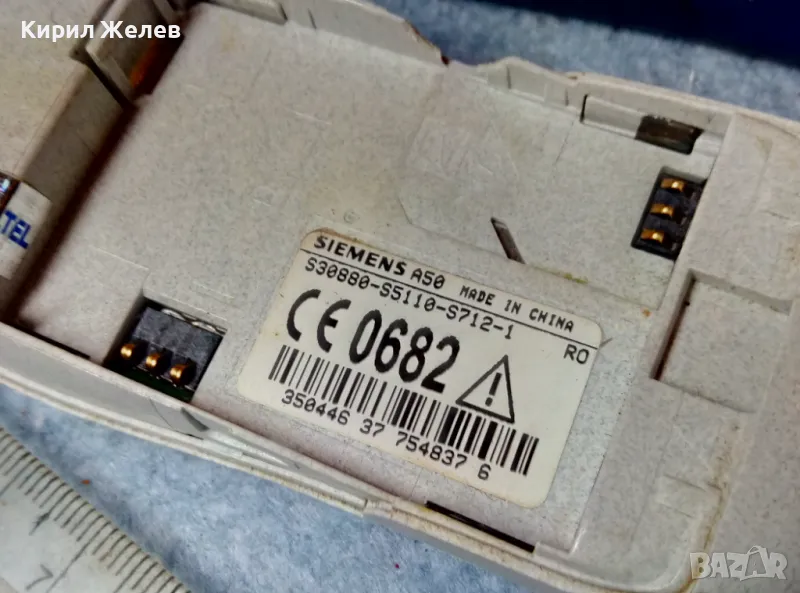 Кирил Желев
TEL
SIEMENS A50 MADE IN CHINA
S30880-S5110-S712-1
RO
CE 0682
350446 37 754837 6
7
BAZAR